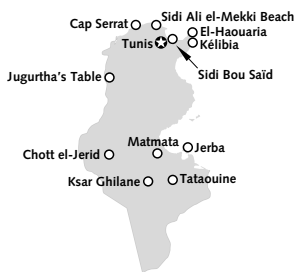 Cap Serrat
Sidi Ali el-Mekki Beach
El-Haouaria
Tunis
Kélibia
Sidi Bou Saïd
Jugurtha's Table
Matmata
Jerba
Chott el-Jerid
Ksar Ghilane
Tataouine